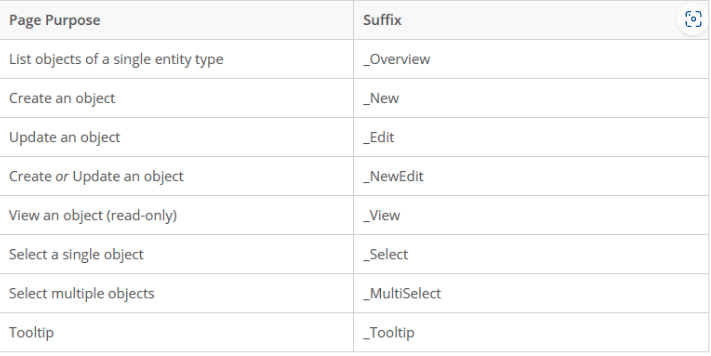 Page Purpose Suffix
List objects of a single entity type _Overview
Create an object _New
Update an object _Edit
Create or Update an object _NewEdit
View an object (read-only) _View
Select a single object _Select
Select multiple objects _MultiSelect
Tooltip _Tooltip